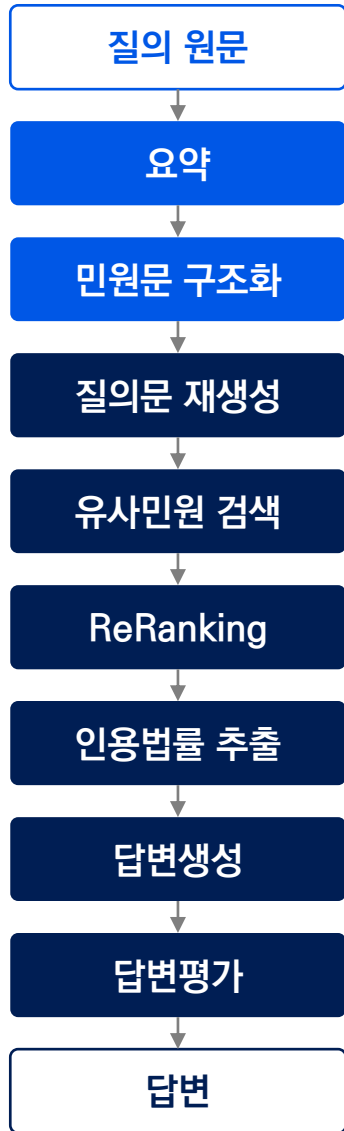 질의 원문
요약
민원문 구조화
질의문 재생성
유사민원 검색
ReRanking
인용법률 추출
답변생성
답변평가
답변